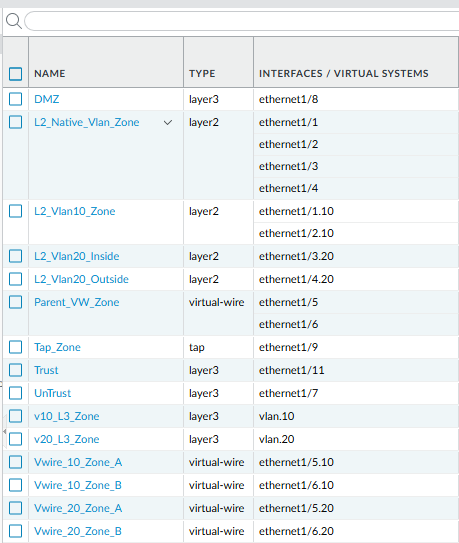 NAME TYPE INTERFACES / VIRTUAL SYSTEMS
DMZ layer3 ethernet1/8
L2_Native_Vlan_Zone layer2 ethernet1/1
ethernet1/2
ethernet1/3
ethernet1/4
L2_Vlan10_Zone layer2 ethernet1/1.10
ethernet1/2.10
L2_Vlan20_Inside layer2 ethernet1/3.20
L2_Vlan20_Outside layer2 ethernet1/4.20
Parent_VW_Zone virtual-wire ethernet1/5
ethernet1/6
Tap_Zone tap ethernet1/9
Trust layer3 ethernet1/11
UnTrust layer3 ethernet1/7
v10_L3_Zone layer3 vlan.10
v20_L3_Zone layer3 vlan.20
Vwire_10_Zone_A virtual-wire ethernet1/5.10
Vwire_10_Zone_B virtual-wire ethernet1/6.10
Vwire_20_Zone_A virtual-wire ethernet1/5.20
Vwire_20_Zone_B virtual-wire ethernet1/6.20